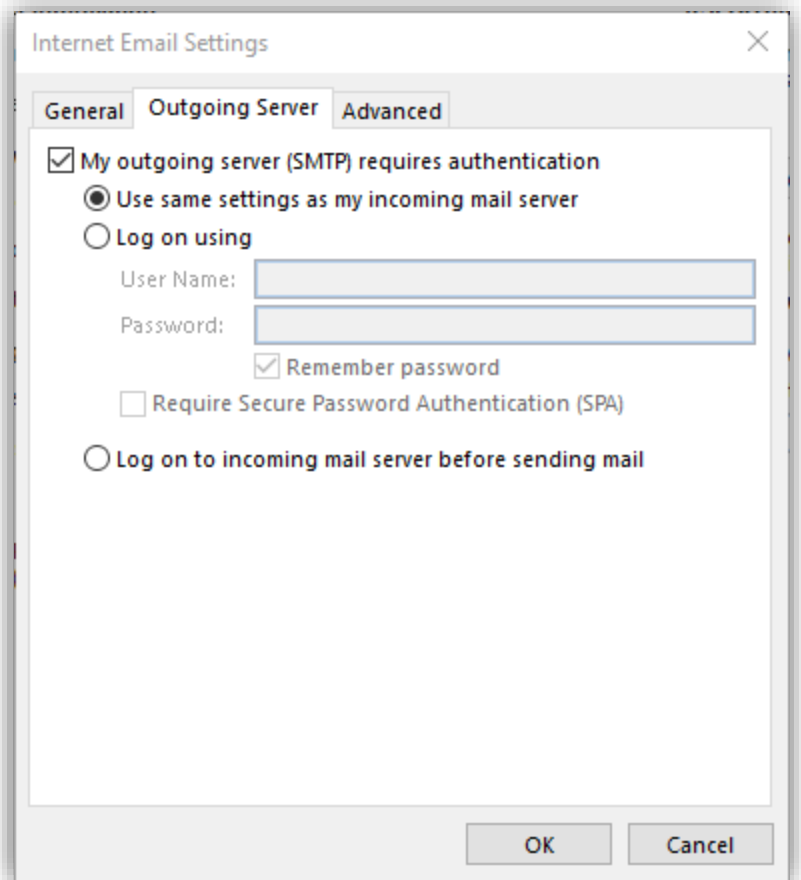 Internet Email Settings
General Outgoing Server Advanced
My outgoing server (SMTP) requires authentication
Use same settings as my incoming mail server
Log on using
User Name:
Password:
Remember password
Require Secure Password Authentication (SPA)
Log on to incoming mail server before sending mail
OK Cancel